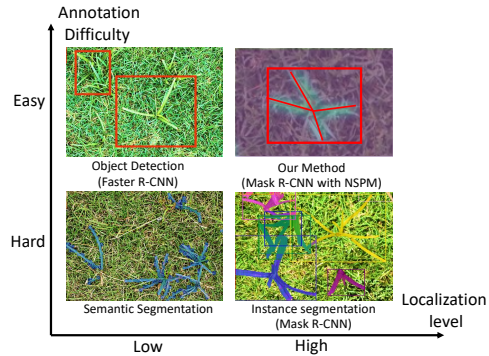 Annotation
Difficulty
Easy
Object Detection
(Faster R-CNN)
Our Method
(Mask R-CNN with NSPM)
Hard
Semantic Segmentation
Instance segmentation
(Mask R-CNN)
Localization
level
Low
High